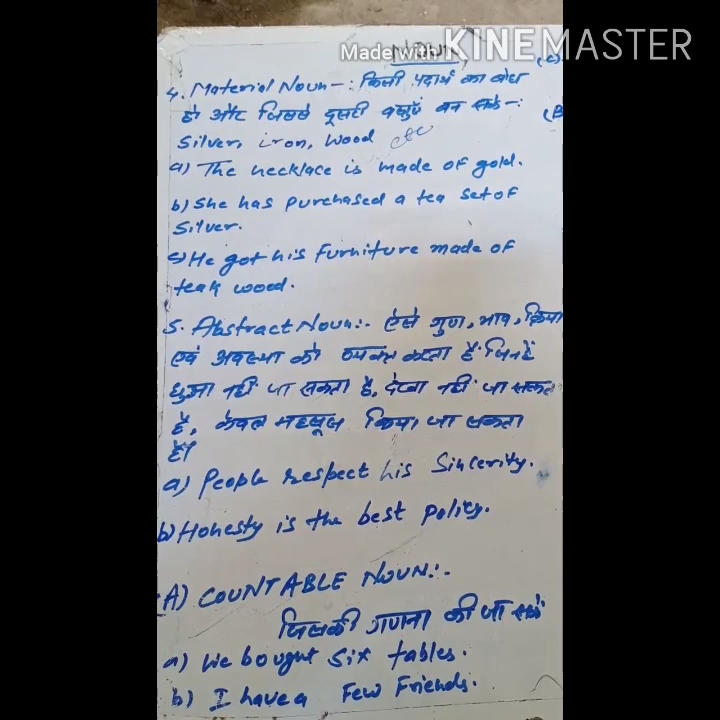 NOUN
Made with KINEMASTER
(C)
4. Material Noun-: किसी पदार्थ का बोध
हो और जिससे दूसरी वस्तुएँ बन सके-:
(B
Silver, iron, wood etc
a) The necklace is made of gold.
b) She has purchased a tea set of
Silver.
c) He got his furniture made of
teak wood.
5. Abstract Noun:- ऐसे गुण, भाव, क्रिया
एवं अवस्था को व्यक्त करता है जिन्हें
छुआ नहीं जा सकता है, देखा नहीं जा सकत
है, केवल महसूस किया जा सकता
है।
a) People respect his Sincerity.
b) Honesty is the best policy.
A) COUNTABLE NOUN:-
जिसकी गणना की जा सके
a) We bought six tables.
b) I have a few friends.